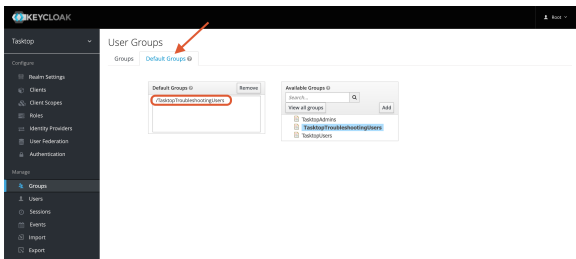 KEYCLOAK
Root
Tasktop
User Groups
Groups
Default Groups
Configure
Realm Settings
Clients
Client Scopes
Roles
Identity Providers
User Federation
Authentication
Manage
Groups
Users
Sessions
Events
Import
Export
Default Groups
Remove
/TasktopTroubleshootingUsers
Available Groups
Search...
View all groups
Add
TasktopAdmins
TasktopTroubleshootingUsers
TasktopUsers